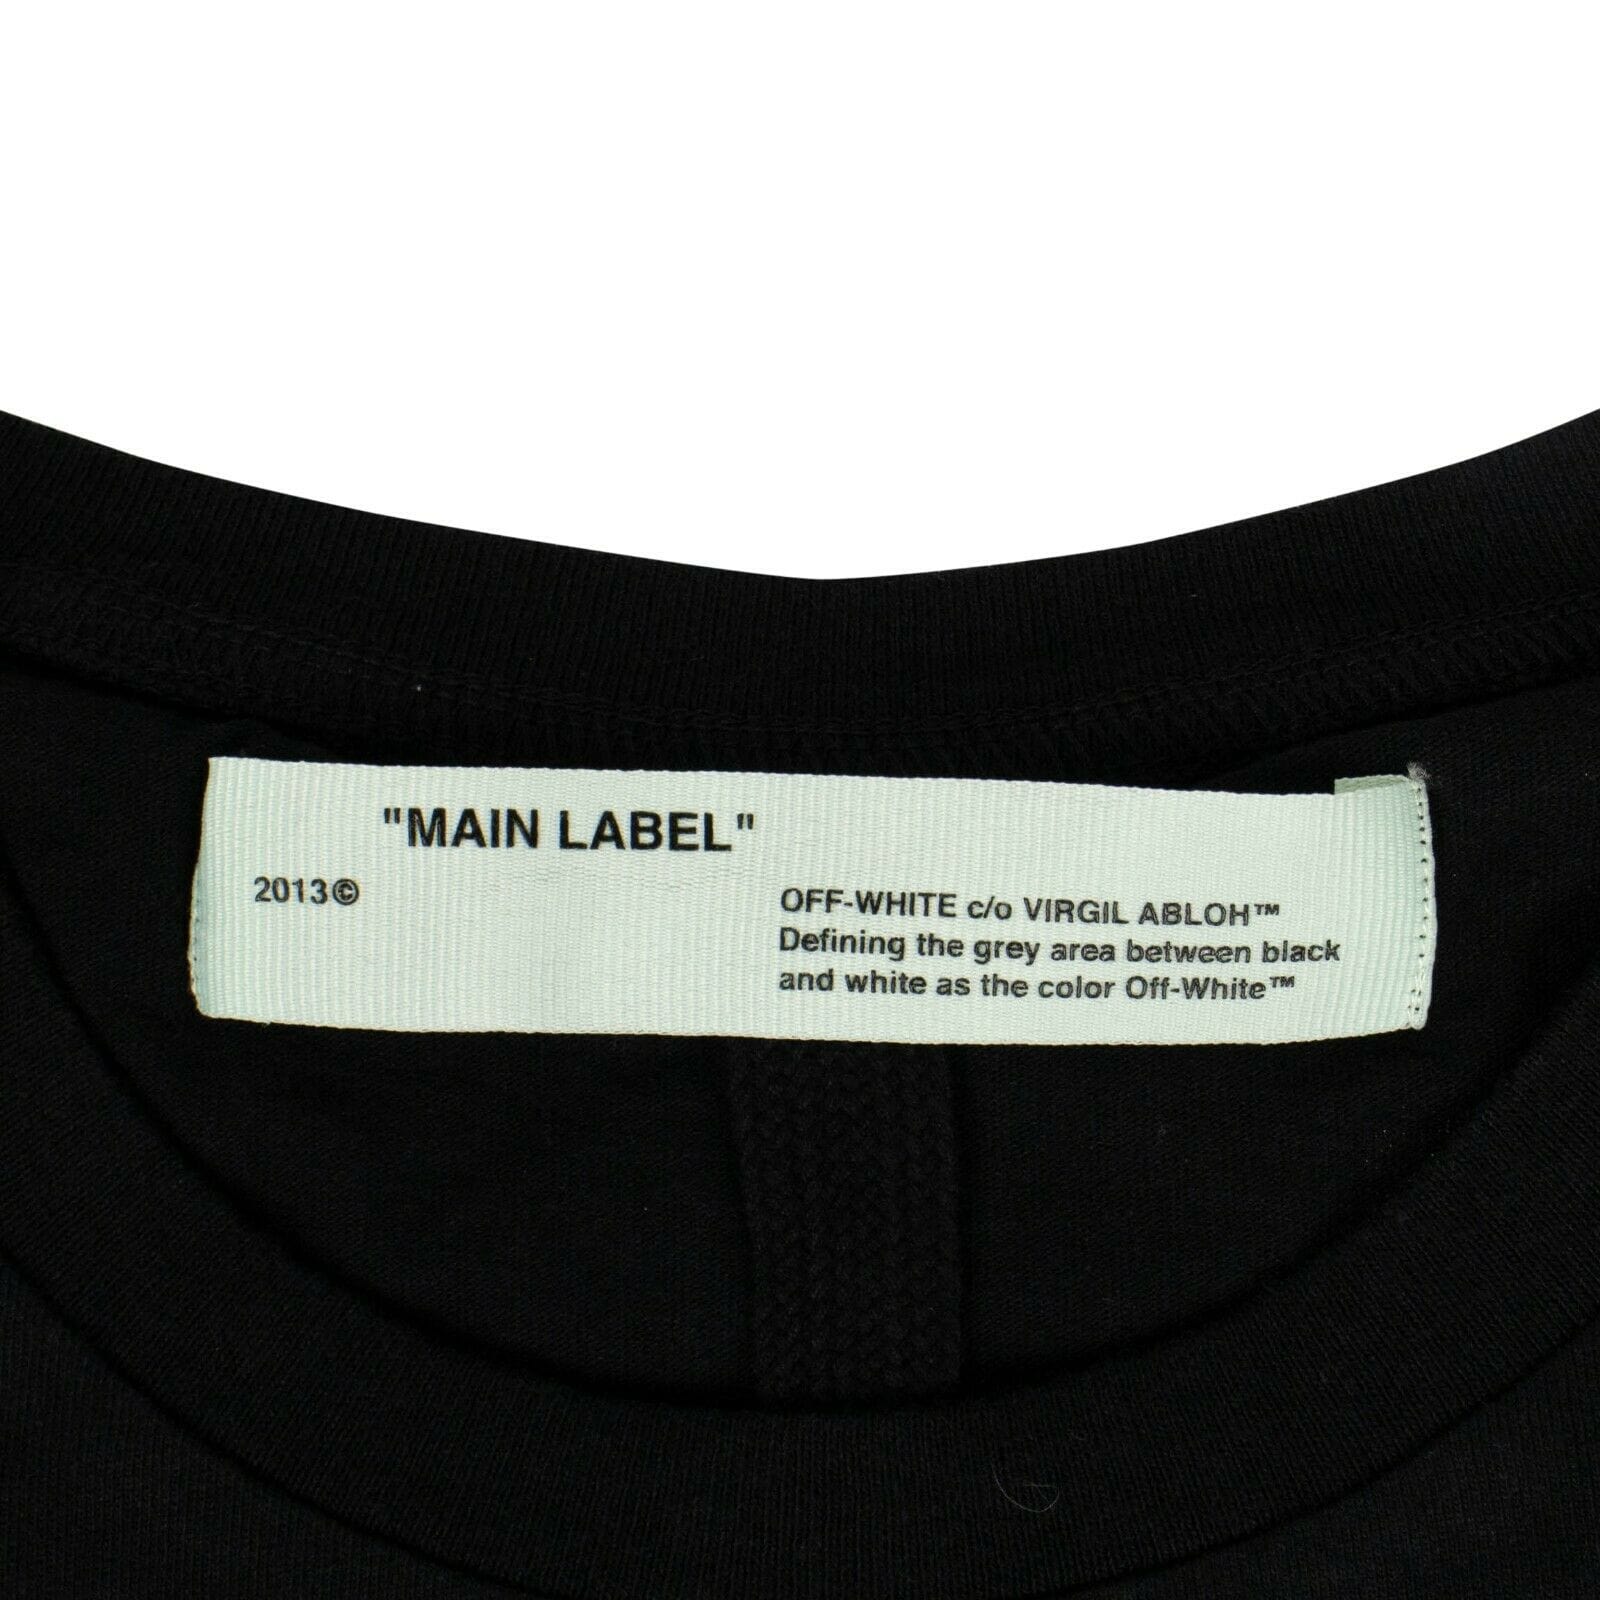 "MAIN LABEL"
2013©
OFF-WHITE c/o VIRGIL ABLOH™
Defining the grey area between black
and white as the color Off-White™